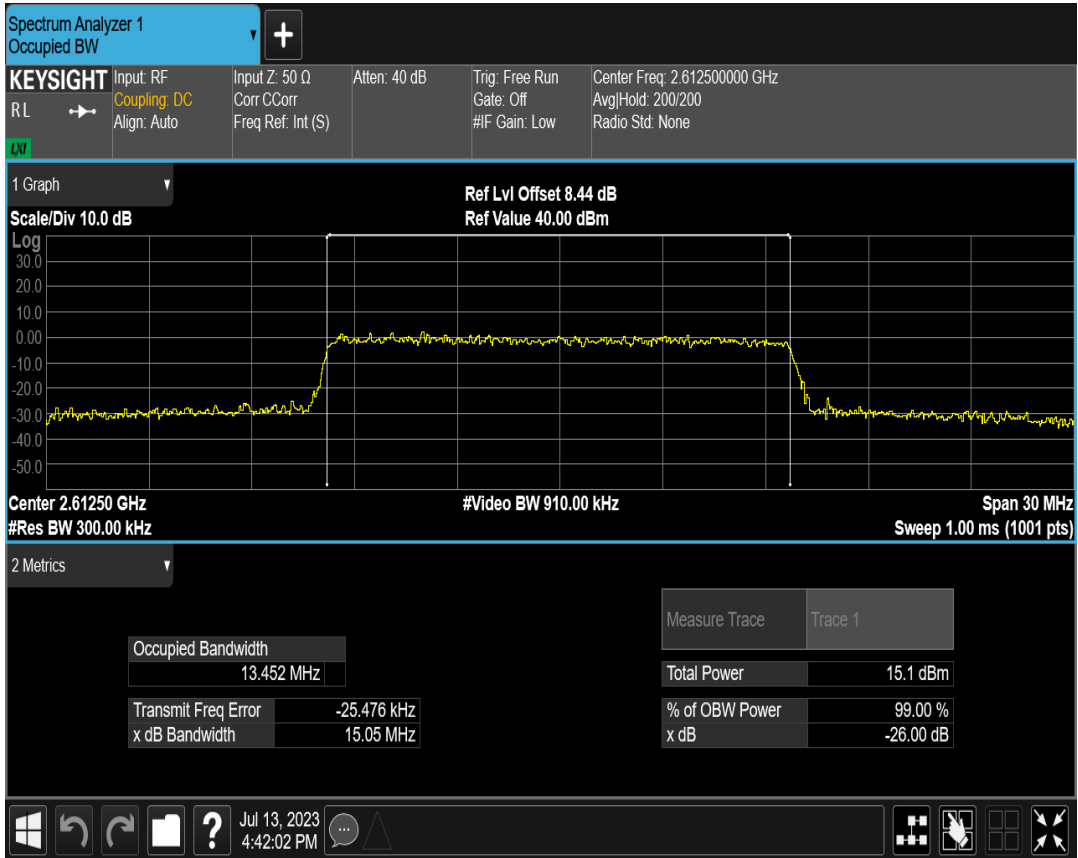 Spectrum Analyzer 1
Occupied BW
+
KEYSIGHT
R L
LXI
Input: RF
Coupling: DC
Align: Auto
Input Z: 50 Ω
Corr CCorr
Freq Ref: Int (S)
Atten: 40 dB
Trig: Free Run
Gate: Off
#IF Gain: Low
Center Freq: 2.612500000 GHz
Avg|Hold: 200/200
Radio Std: None
1 Graph
Scale/Div 10.0 dB
Ref Lvl Offset 8.44 dB
Ref Value 40.00 dBm
Log
30.0
20.0
10.0
0.00
-10.0
-20.0
-30.0
-40.0
-50.0
Center 2.61250 GHz
#Video BW 910.00 kHz
Span 30 MHz
#Res BW 300.00 kHz
Sweep 1.00 ms (1001 pts)
2 Metrics
Measure Trace Trace 1
Occupied Bandwidth
13.452 MHz
Total Power 15.1 dBm
Transmit Freq Error -25.476 kHz
% of OBW Power 99.00 %
x dB Bandwidth 15.05 MHz
x dB -26.00 dB
?
Jul 13, 2023
4:42:02 PM